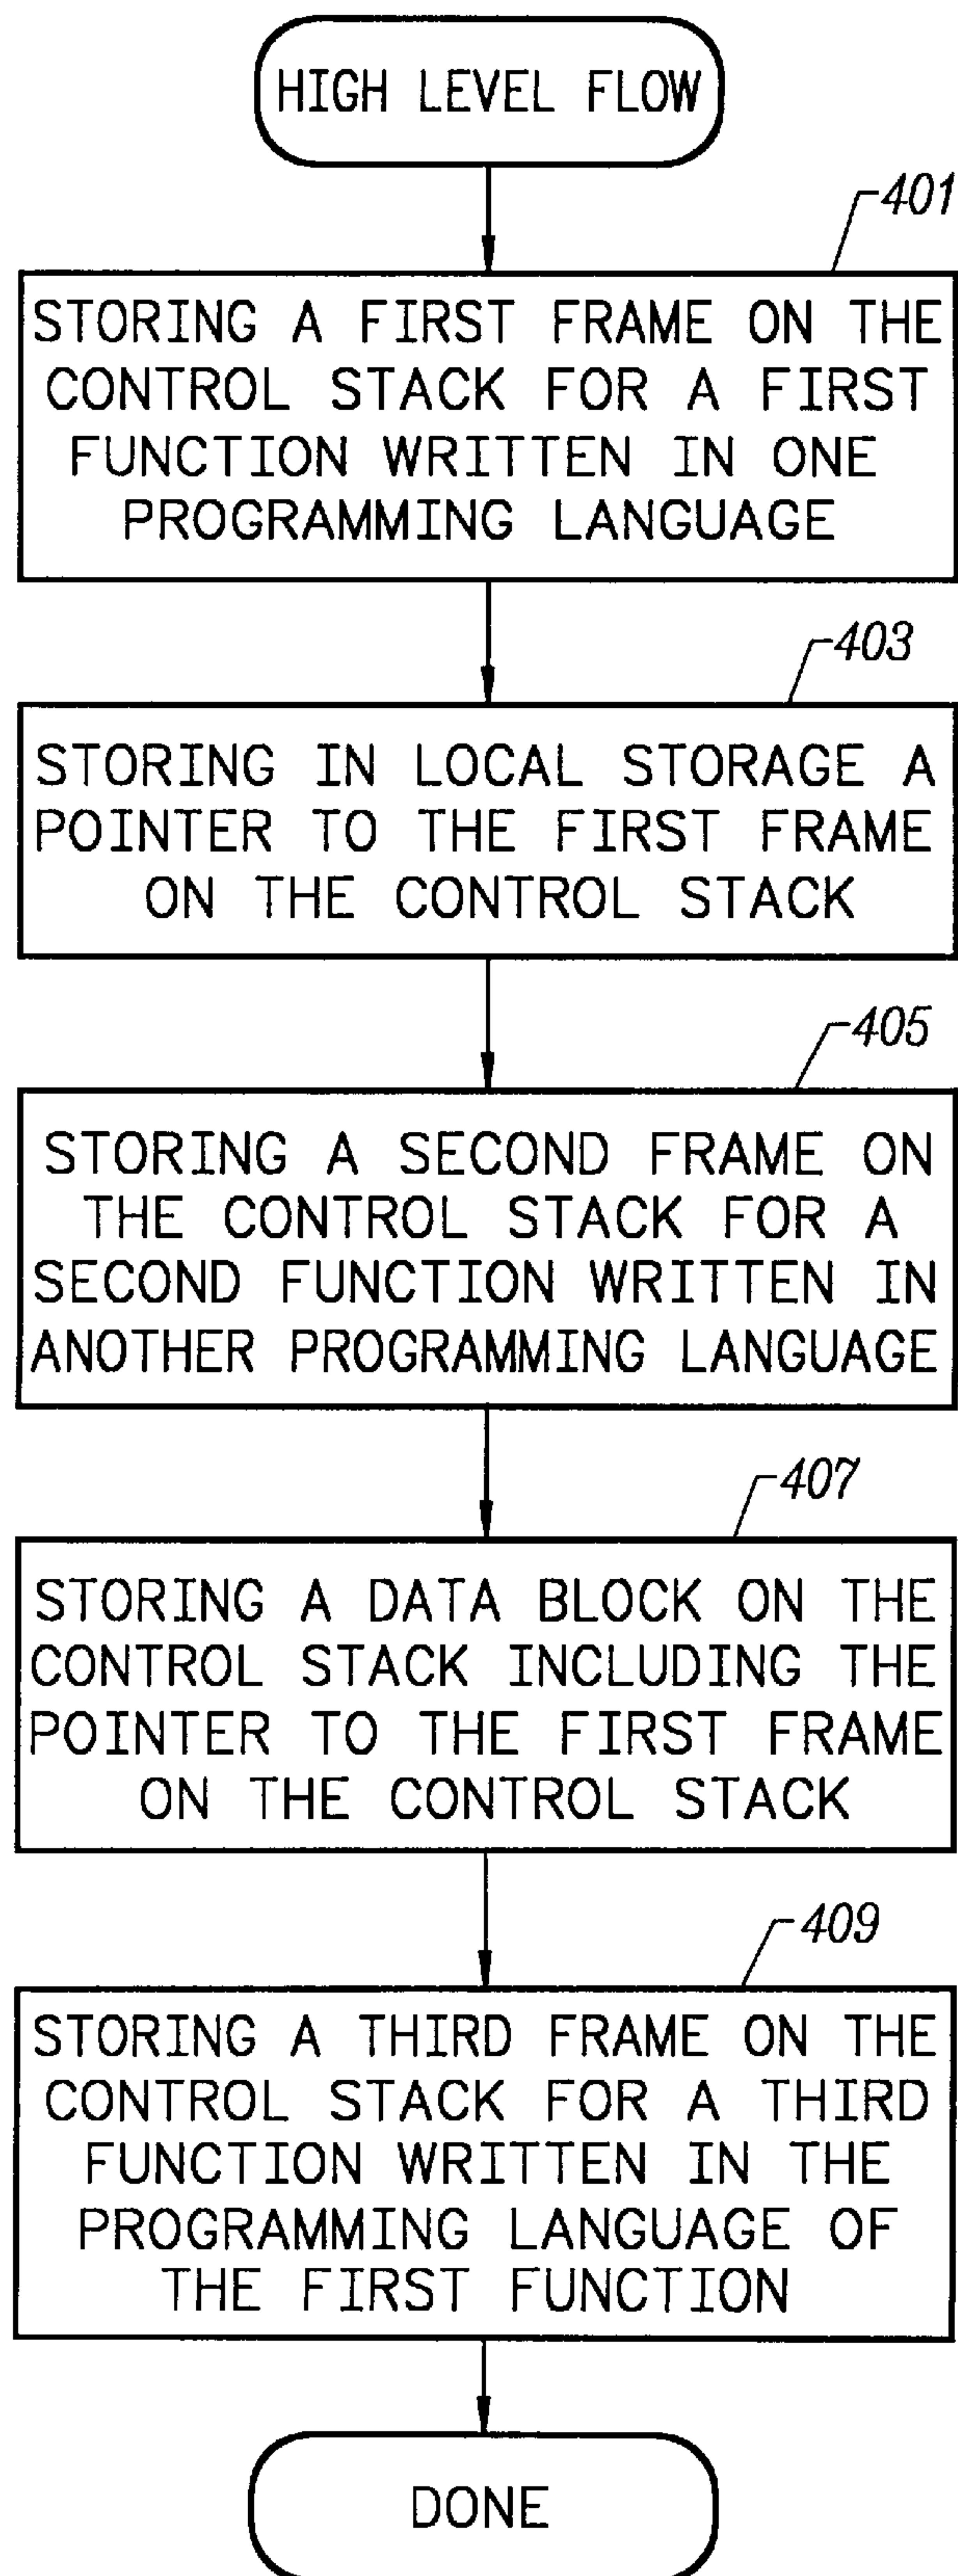 HIGH LEVEL FLOW
401
STORING A FIRST FRAME ON THE
CONTROL STACK FOR A FIRST
FUNCTION WRITTEN IN ONE
PROGRAMMING LANGUAGE
403
STORING IN LOCAL STORAGE A
POINTER TO THE FIRST FRAME
ON THE CONTROL STACK
405
STORING A SECOND FRAME ON
THE CONTROL STACK FOR A
SECOND FUNCTION WRITTEN IN
ANOTHER PROGRAMMING LANGUAGE
407
STORING A DATA BLOCK ON THE
CONTROL STACK INCLUDING THE
POINTER TO THE FIRST FRAME
ON THE CONTROL STACK
409
STORING A THIRD FRAME ON THE
CONTROL STACK FOR A THIRD
FUNCTION WRITTEN IN THE
PROGRAMMING LANGUAGE OF
THE FIRST FUNCTION
DONE